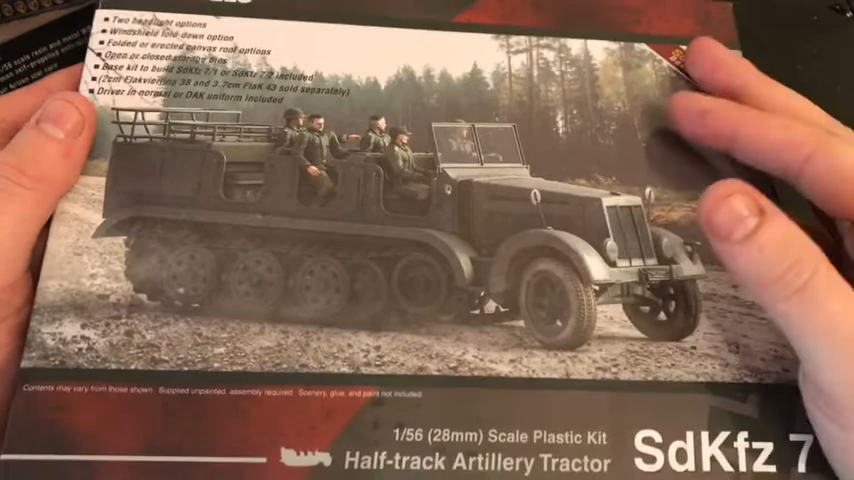 ▪ Two headlight options
▪ Windshield fold-down option
▪ Folded or erected canvas roof option
▪ Open or closed storage bins
▪ Base kit to build SdKfz 7/1 or SdKfz 7/2 included
(2cm Flakvierling 38 or 3.7cm FlaK 43 sold separately)
▪ Driver in normal or DAK uniform included
Contents may vary from those shown Supplied unpainted, assembly required Scenery, glue, and paint not included
1/56 (28mm) Scale Plastic Kit
Half-track Artillery Tractor
SdKfz 7